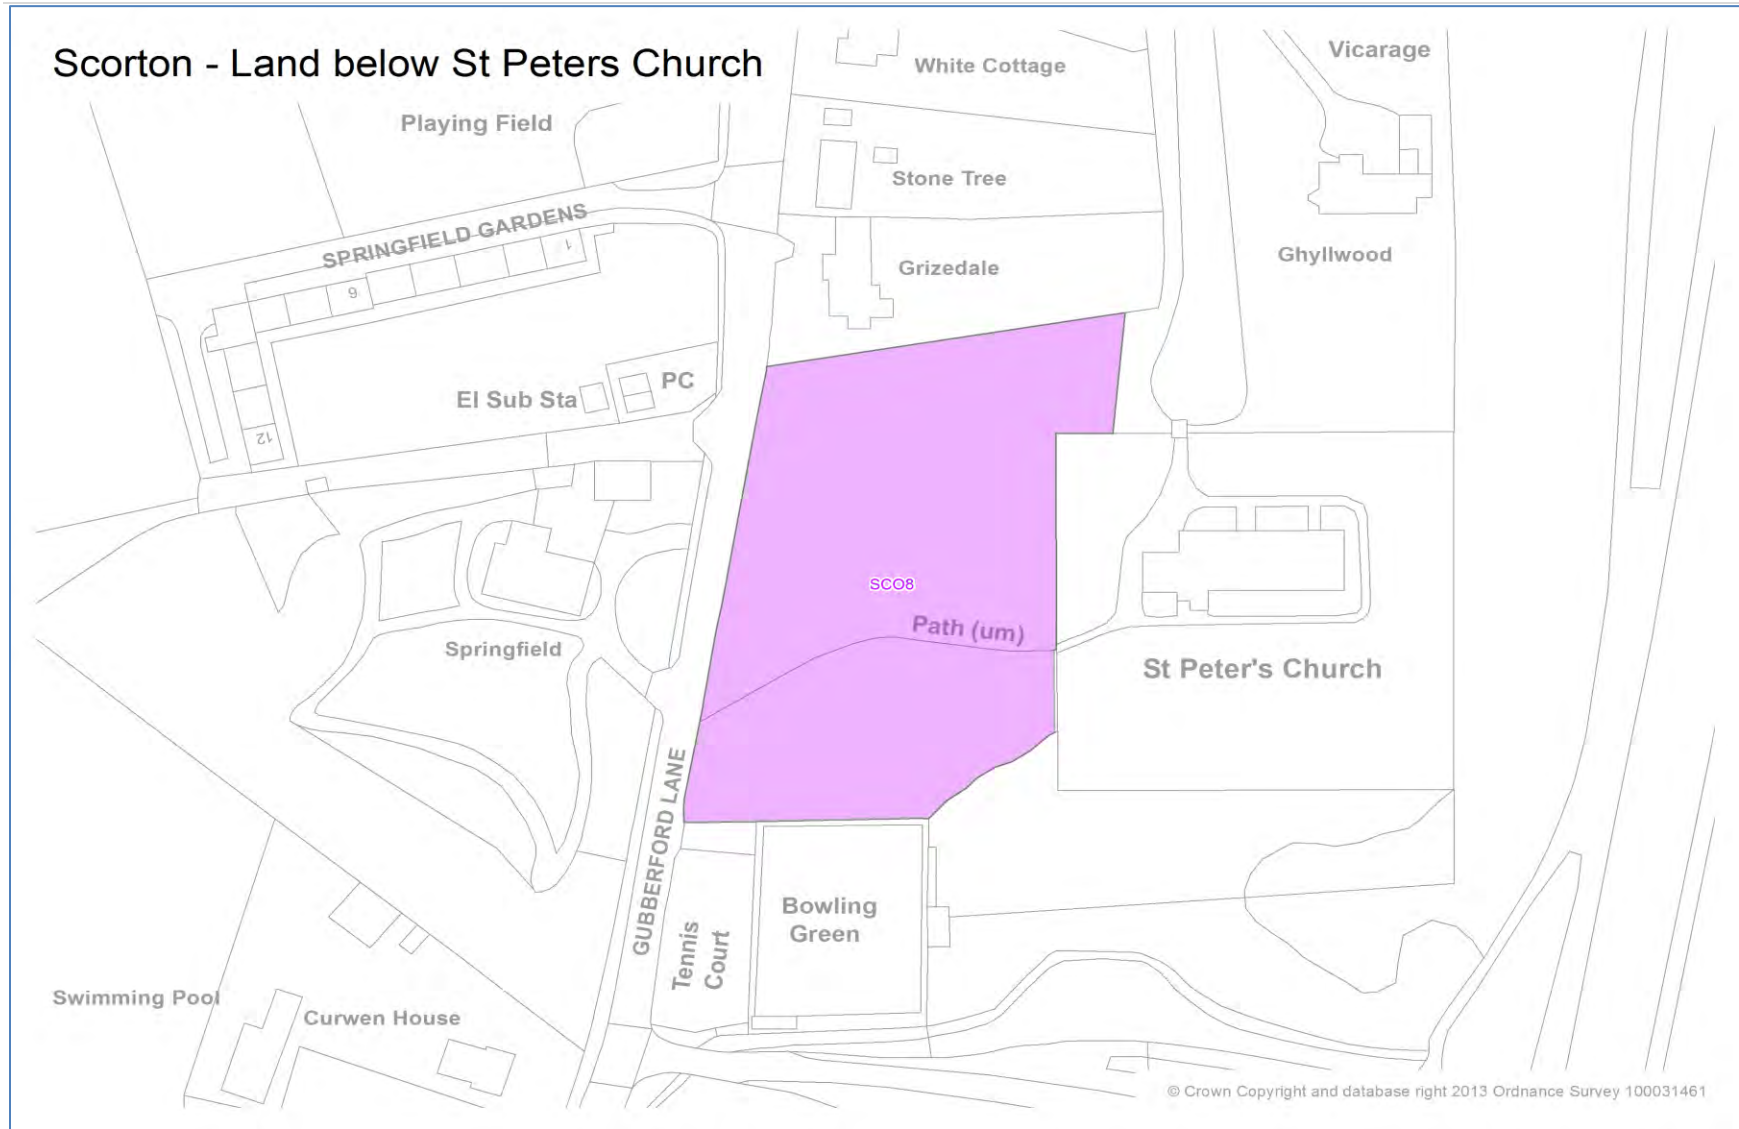 Scorton - Land below St Peters Church
White Cottage
Vicarage
Playing Field
Stone Tree
SPRINGFIELD GARDENS
1
Grizedale
Ghyllwood
9
PC
El Sub Sta
12
SCO8
Path (um)
Springfield
St Peter's Church
GUBBERFORD LANE
Tennis
Court
Bowling
Green
Swimming Pool
Curwen House
© Crown Copyright and database right 2013 Ordnance Survey 100031461